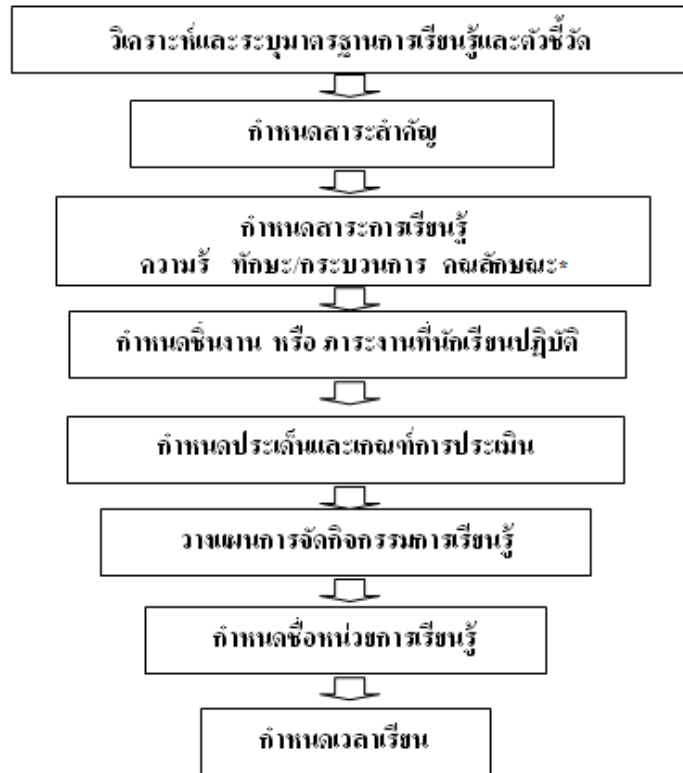 วิเคราะห์และระบุมาตรฐานการเรียนรู้และตัวชี้วัด
กำหนดสาระสำคัญ
กำหนดสาระการเรียนรู้
ความรู้ ทักษะ/กระบวนการ คุณลักษณะ*
กำหนดชิ้นงาน หรือ ภาระงานที่นักเรียนปฏิบัติ
กำหนดประเด็นและเกณฑ์การประเมิน
วางแผนการจัดกิจกรรมการเรียนรู้
กำหนดชื่อหน่วยการเรียนรู้
กำหนดเวลาเรียน